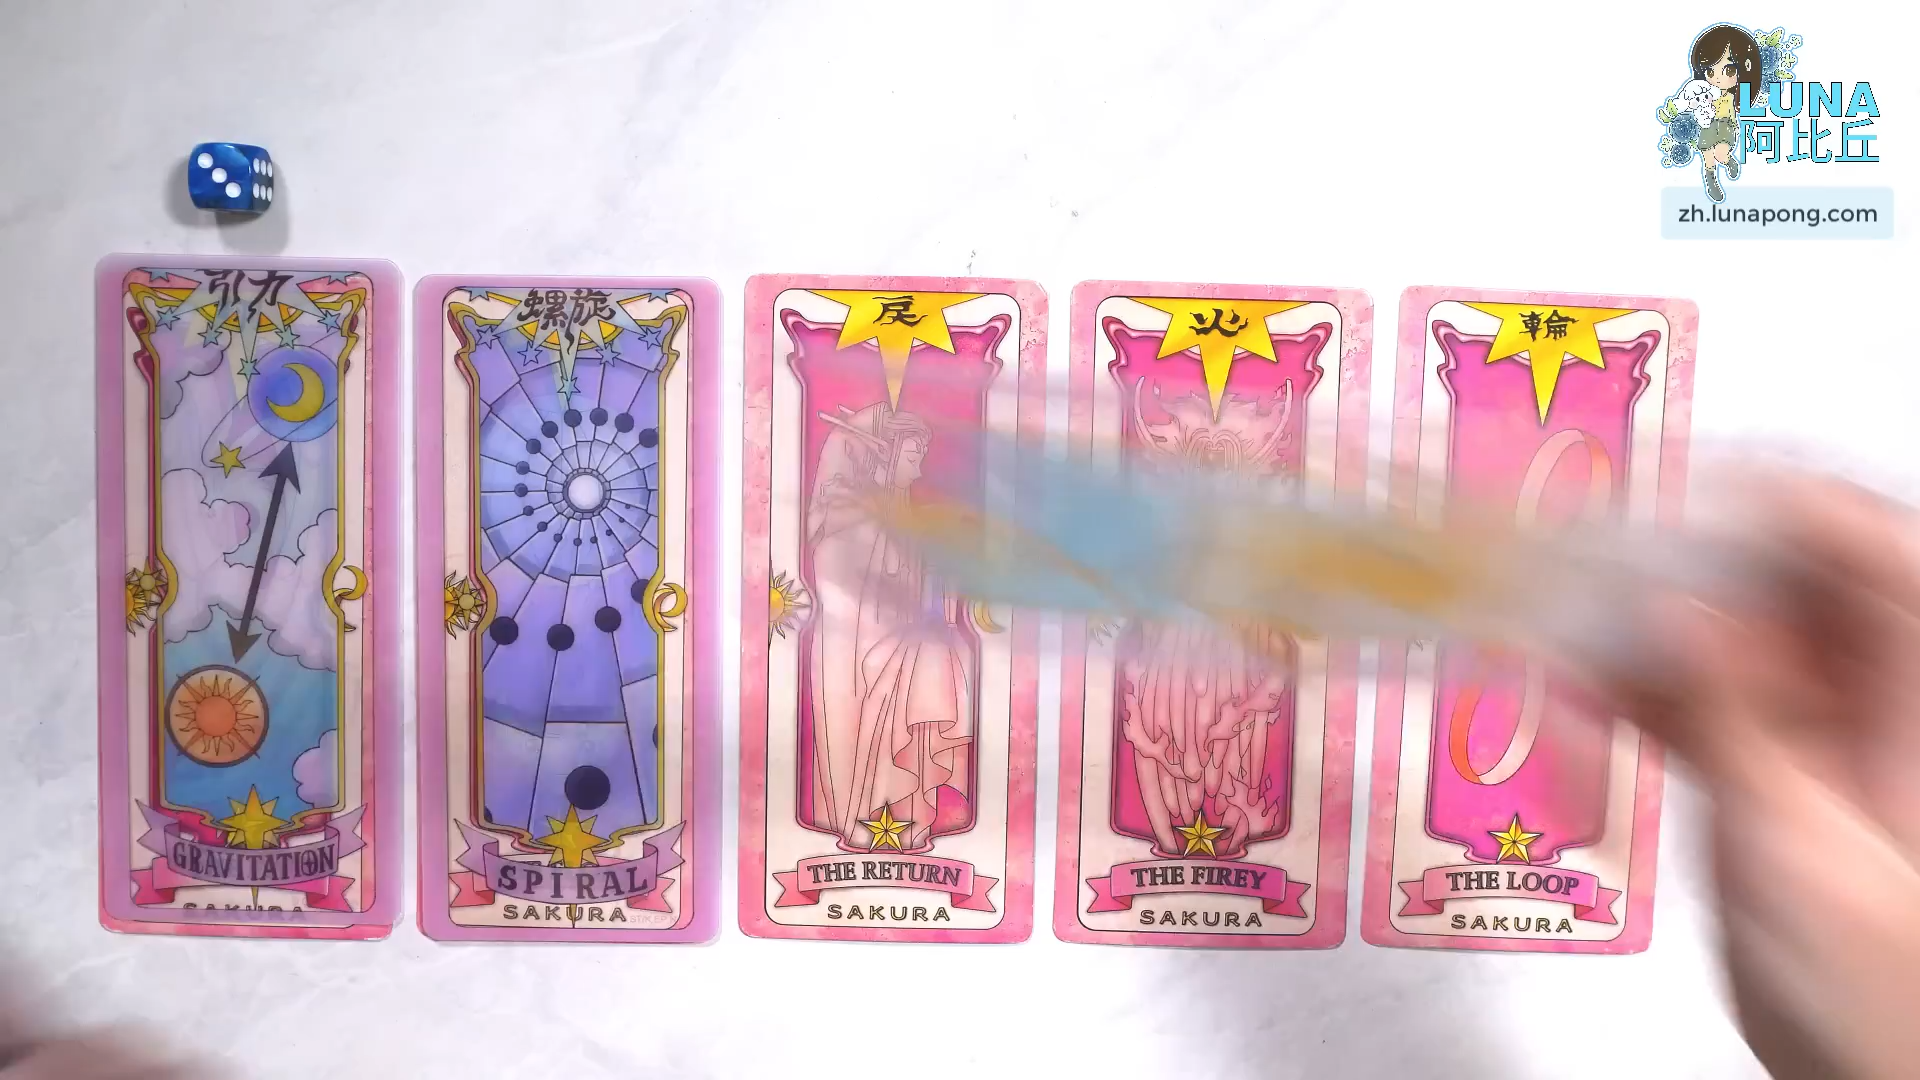 LUNA
阿比丘
zh.lunapong.com
引力
GRAVITATION
SAKURA
螺旋
SPIRAL
SAKURA
戻
THE RETURN
SAKURA
火
THE FIREY
SAKURA
輪
THE LOOP
SAKURA